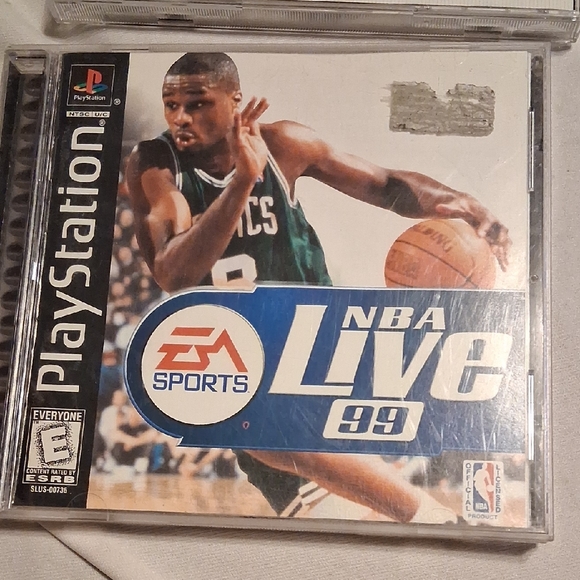 PlayStation
NTSC U/C
PlayStation
EVERYONE
E
CONTENT RATED BY
ESRB
SLUS-00736
CS
EA
SPORTS
NBA
Live
99
OFFICIAL
LICENSED
NBA
PRODUCT